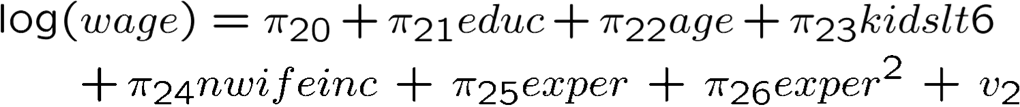 log(wage) = π₂₀ + π₂₁educ + π₂₂age + π₂₃kidslt6
+ π₂₄nwifeinc + π₂₅exper + π₂₆exper² + v₂